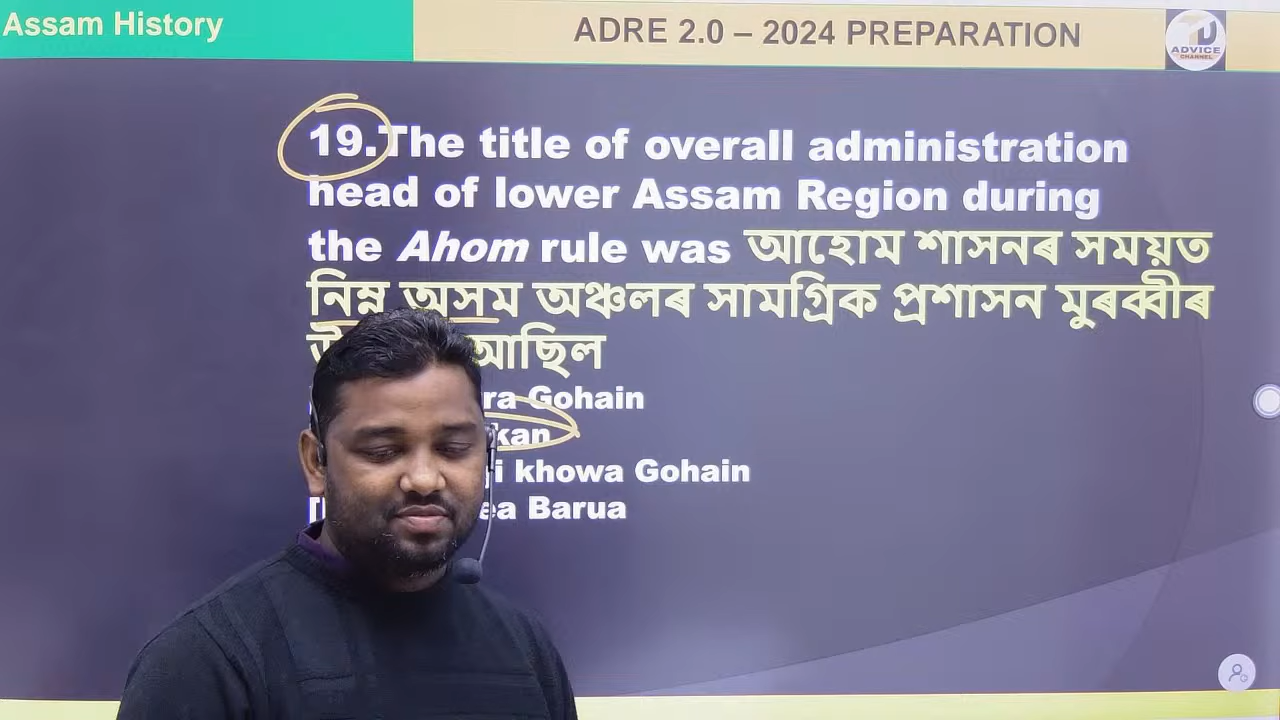 Assam History
ADRE 2.0 – 2024 PREPARATION
TU
ADVICE
CHANNEL
19.The title of overall administration
head of lower Assam Region during
the Ahom rule was আহোম শাসনৰ সময়ত
নিম্ন অসম অঞ্চলৰ সামগ্ৰিক প্ৰশাসন মুৰব্বীৰ
আছিল
Gohain
khowa Gohain
Barua